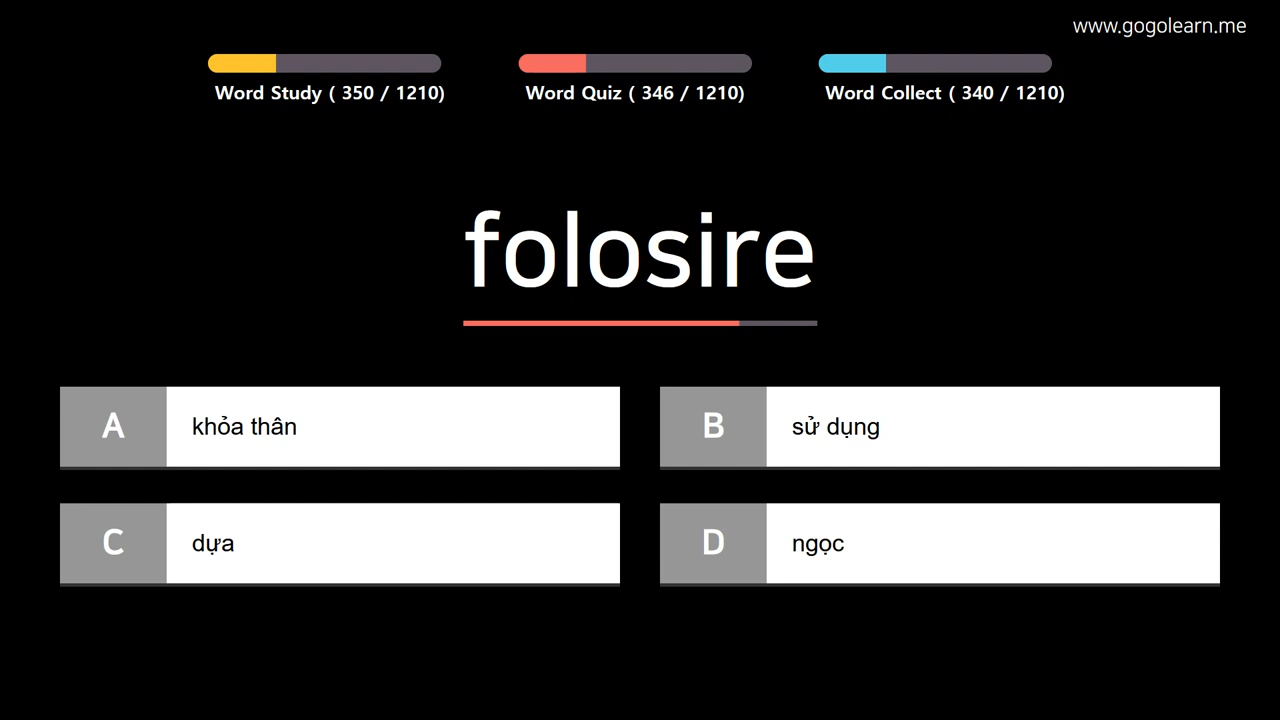 www.gogolearn.me
Word Study ( 350 / 1210)
Word Quiz ( 346 / 1210)
Word Collect ( 340 / 1210)
folosire
A khỏa thân
B sử dụng
C dựa
D ngọc